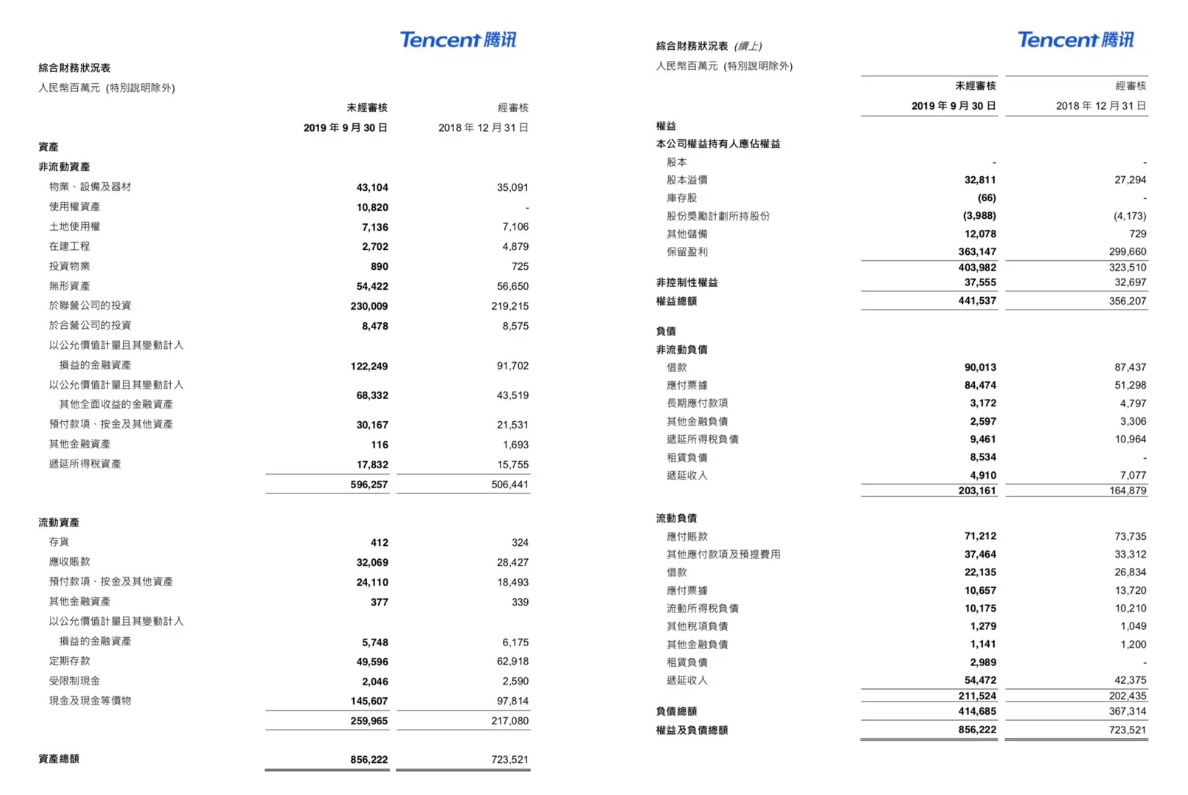 Tencent 腾讯
綜合財務狀況表
人民幣百萬元 (特別說明除外)
未經審核 經審核
2019 年 9 月 30 日 2018 年 12 月 31 日
資產
非流動資產
物業、設備及器材 43,104 35,091
使用權資產 10,820 -
土地使用權 7,136 7,106
在建工程 2,702 4,879
投資物業 890 725
無形資產 54,422 56,650
於聯營公司的投資 230,009 219,215
於合營公司的投資 8,478 8,575
以公允價值計量且其變動計入
損益的金融資產 122,249 91,702
以公允價值計量且其變動計入
其他全面收益的金融資產 68,332 43,519
預付款項、按金及其他資產 30,167 21,531
其他金融資產 116 1,693
遞延所得稅資產 17,832 15,755
596,257 506,441
流動資產
存貨 412 324
應收賬款 32,069 28,427
預付款項、按金及其他資產 24,110 18,493
其他金融資產 377 339
以公允價值計量且其變動計入
損益的金融資產 5,748 6,175
定期存款 49,596 62,918
受限制現金 2,046 2,590
現金及現金等價物 145,607 97,814
259,965 217,080
資產總額 856,222 723,521
Tencent 腾讯
綜合財務狀況表 (續上)
人民幣百萬元 (特別說明除外)
未經審核 經審核
2019 年 9 月 30 日 2018 年 12 月 31 日
權益
本公司權益持有人應佔權益
股本 - -
股本溢價 32,811 27,294
庫存股 (66) -
股份獎勵計劃所持股份 (3,988) (4,173)
其他儲備 12,078 729
保留盈利 363,147 299,660
403,982 323,510
非控制性權益 37,555 32,697
權益總額 441,537 356,207
負債
非流動負債
借款 90,013 87,437
應付票據 84,474 51,298
長期應付款項 3,172 4,797
其他金融負債 2,597 3,306
遞延所得稅負債 9,461 10,964
租賃負債 8,534 -
遞延收入 4,910 7,077
203,161 164,879
流動負債
應付賬款 71,212 73,735
其他應付款項及預提費用 37,464 33,312
借款 22,135 26,834
應付票據 10,657 13,720
流動所得稅負債 10,175 10,210
其他稅項負債 1,279 1,049
其他金融負債 1,141 1,200
租賃負債 2,989 -
遞延收入 54,472 42,375
211,524 202,435
負債總額 414,685 367,314
權益及負債總額 856,222 723,521